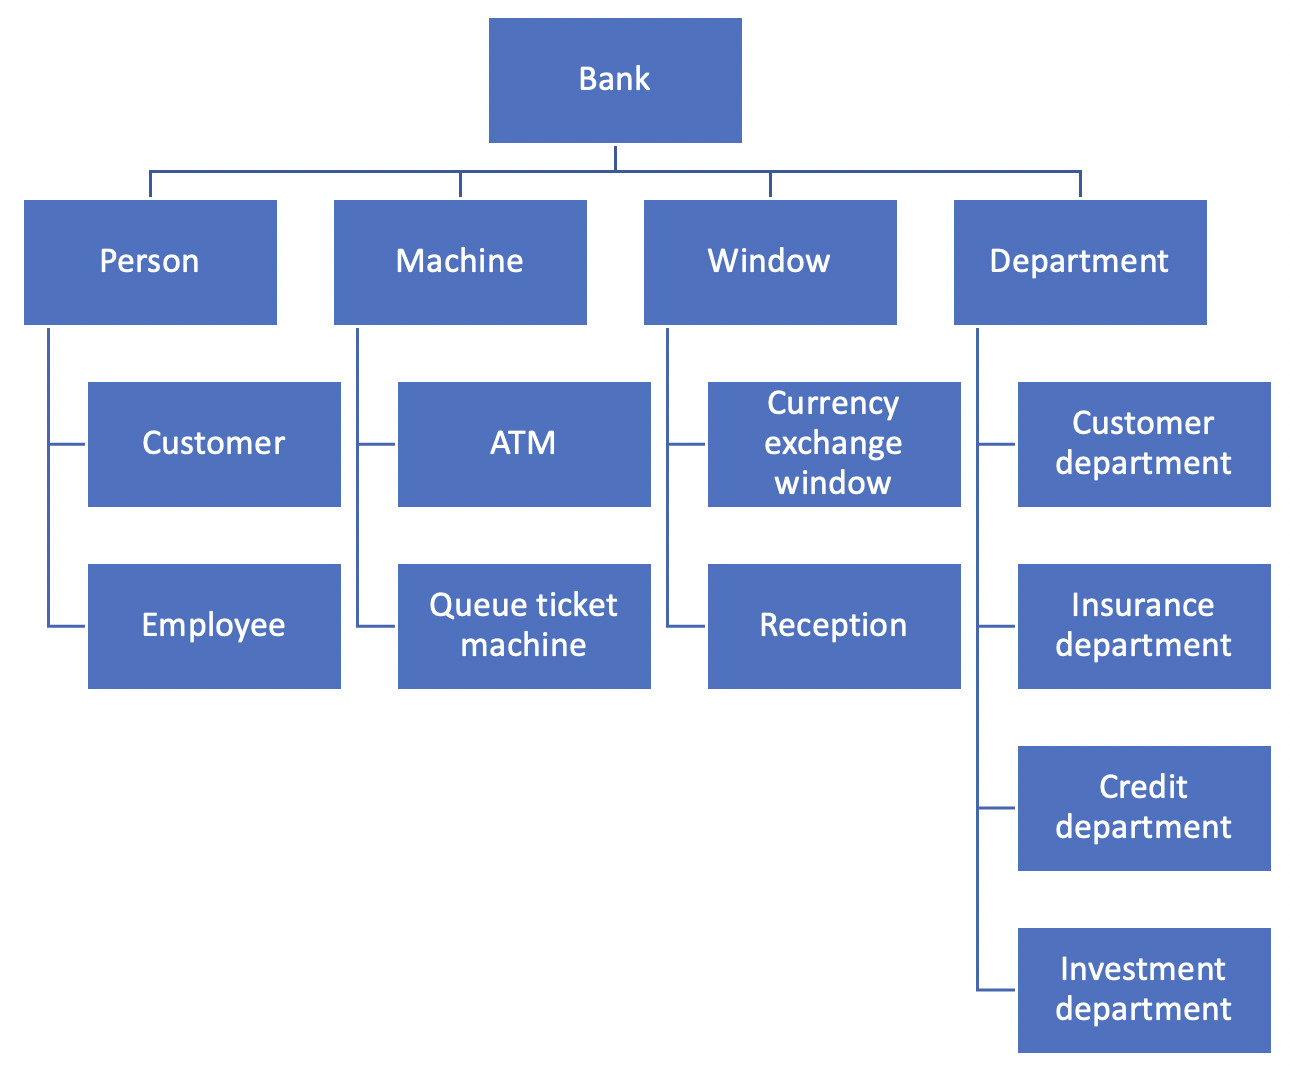 Bank
Person
Machine
Window
Department
Customer
ATM
Currency
exchange
window
Customer
department
Employee
Queue ticket
machine
Reception
Insurance
department
Credit
department
Investment
department